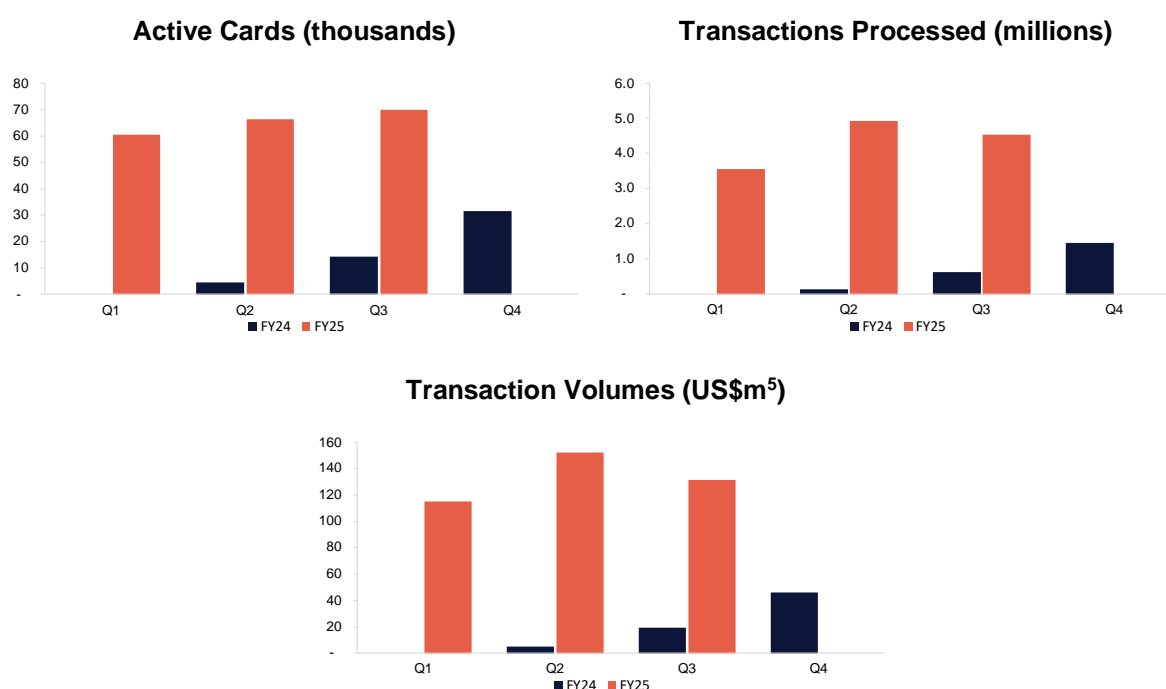 Active Cards (thousands)
80
70
60
50
40
30
20
10
-
Q1 Q2 Q3 Q4
FY24 FY25
Transactions Processed (millions)
6.0
5.0
4.0
3.0
2.0
1.0
-
Q1 Q2 Q3 Q4
FY24 FY25
Transaction Volumes (US$m⁵)
160
140
120
100
80
60
40
20
-
Q1 Q2 Q3 Q4
FY24 FY25